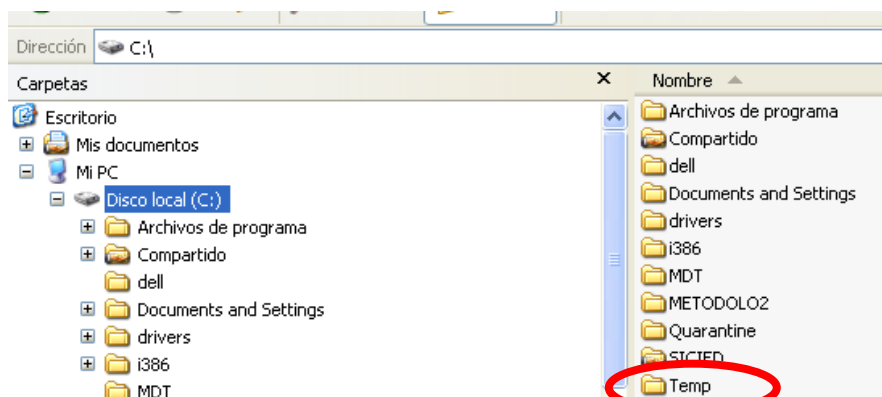 Dirección C:\
Carpetas
Escritorio
Mis documentos
Mi PC
Disco local (C:)
Archivos de programa
Compartido
dell
Documents and Settings
drivers
i386
MDT
Nombre
Archivos de programa
Compartido
dell
Documents and Settings
drivers
i386
MDT
METODOLO2
Quarantine
SICIED
Temp